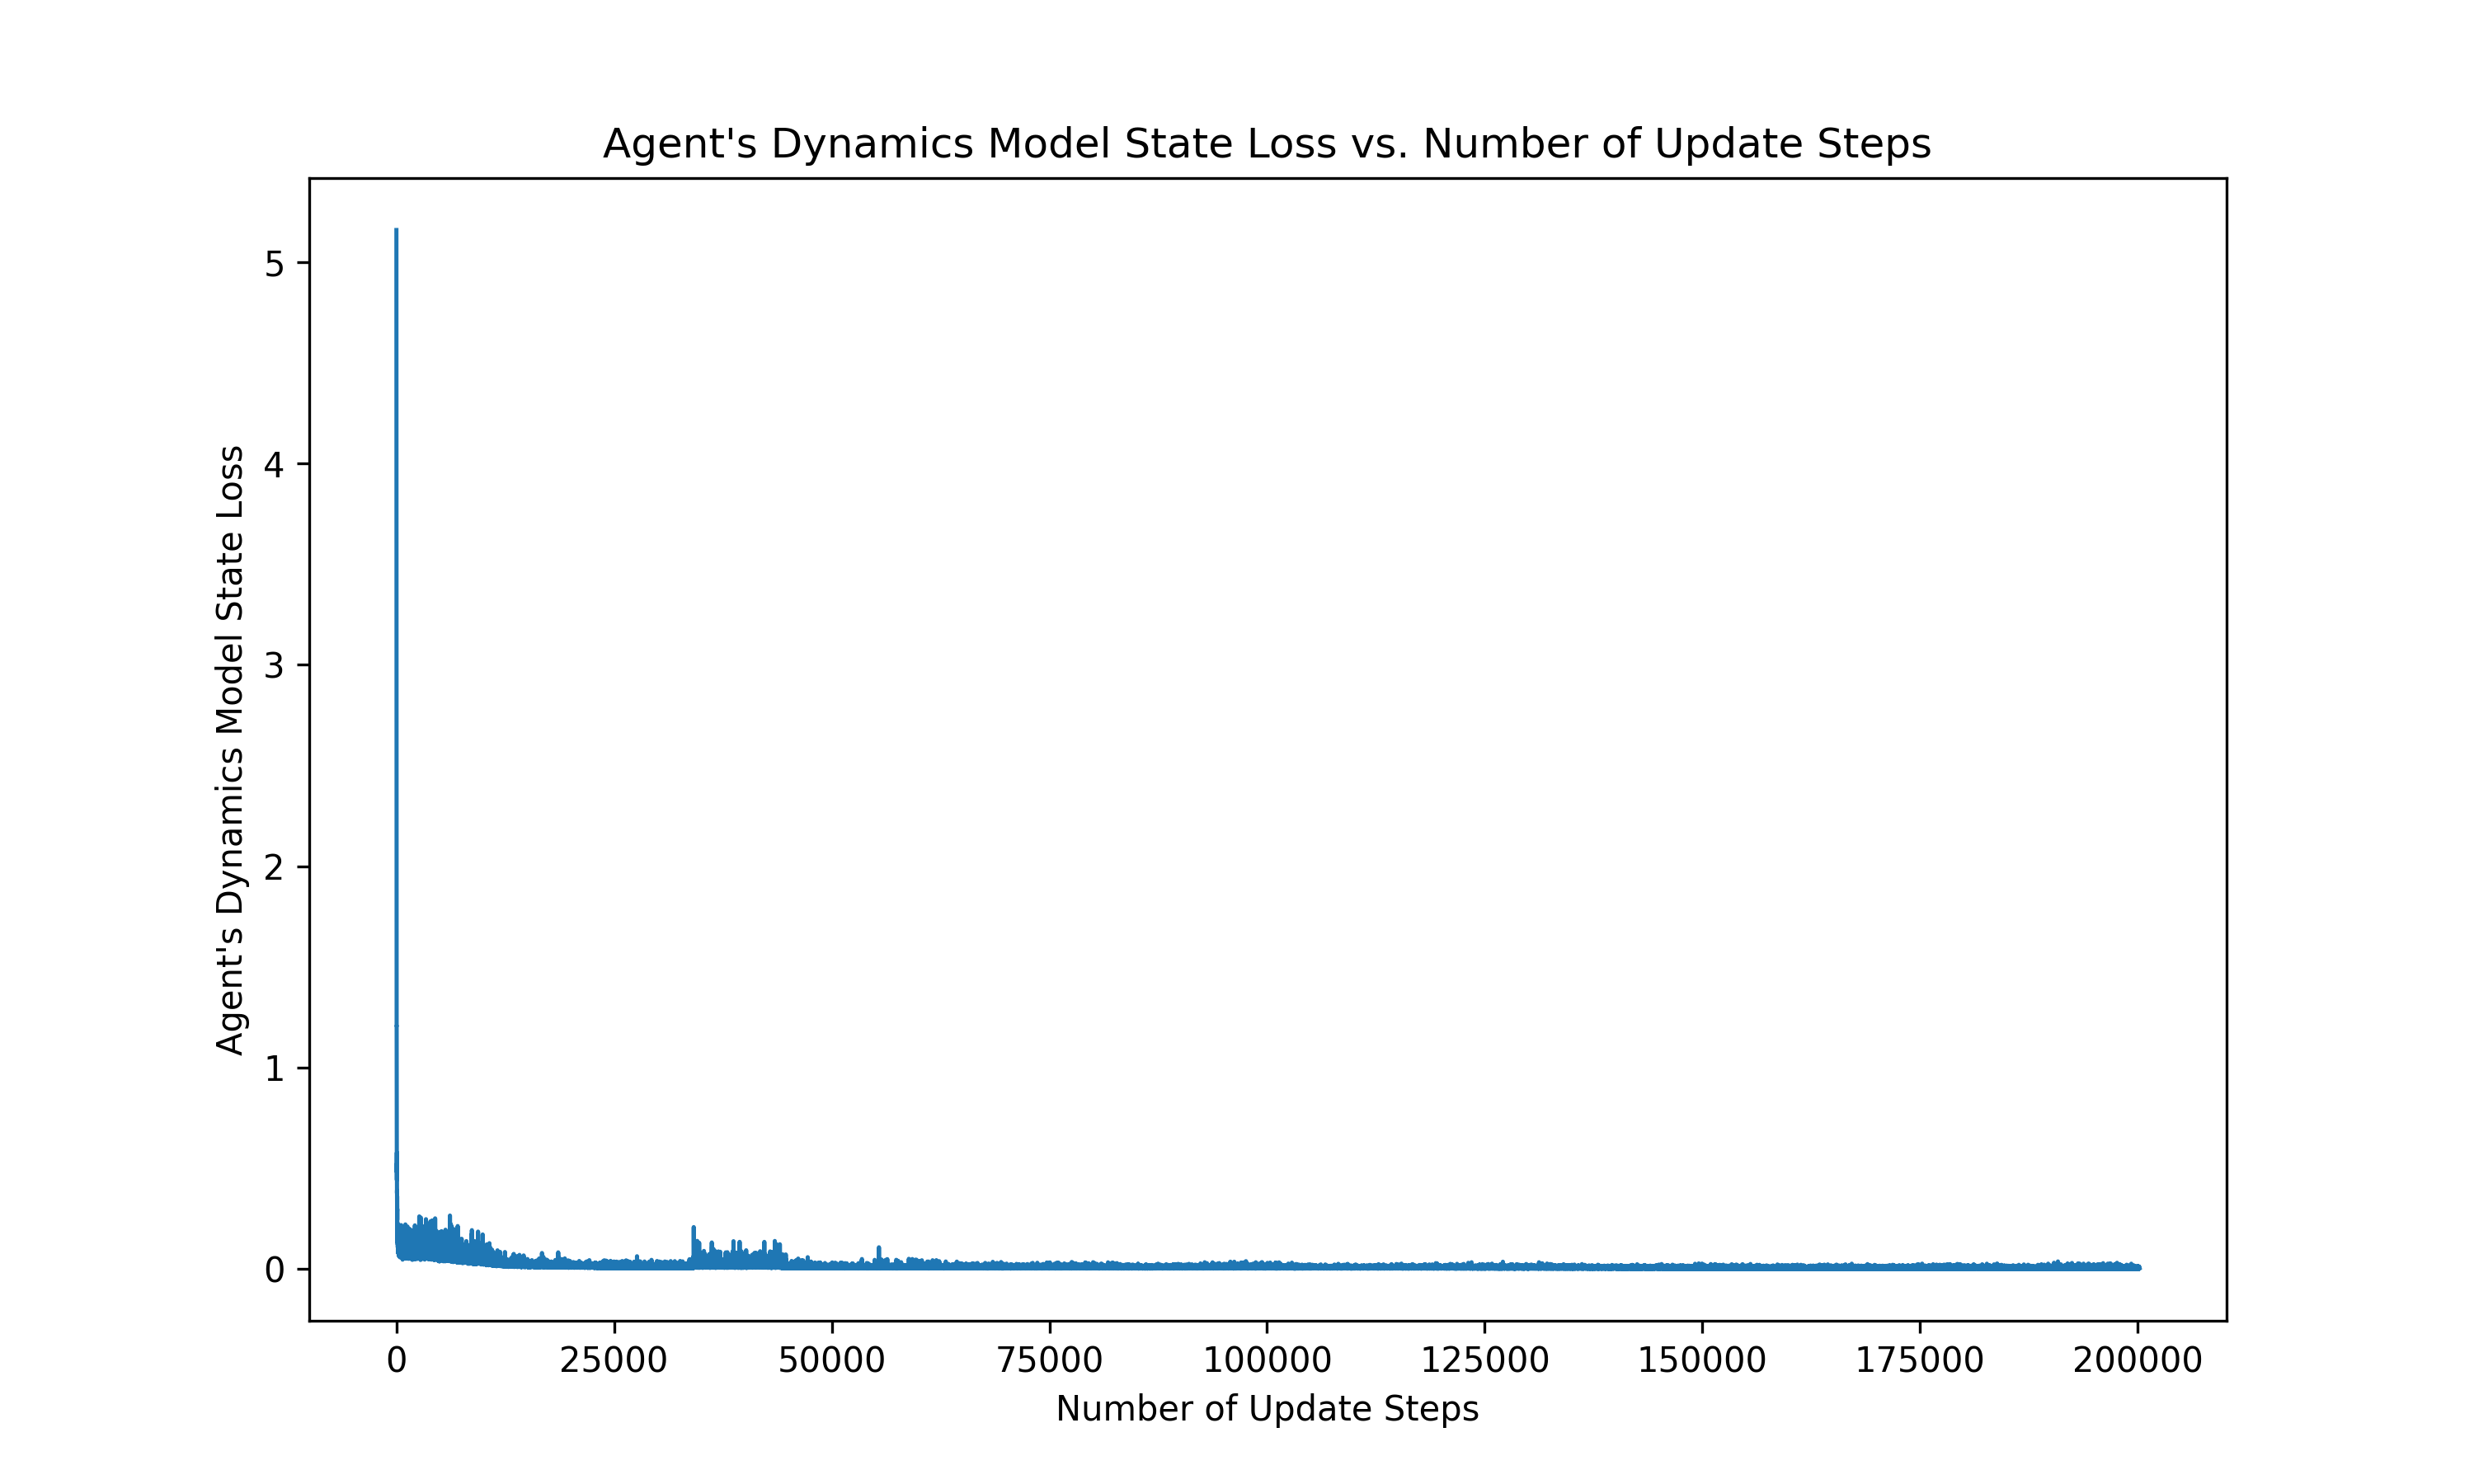 Agent's Dynamics Model State Loss vs. Number of Update Steps
Agent's Dynamics Model State Loss
5
4
3
2
1
0
0 25000 50000 75000 100000 125000 150000 175000 200000
Number of Update Steps